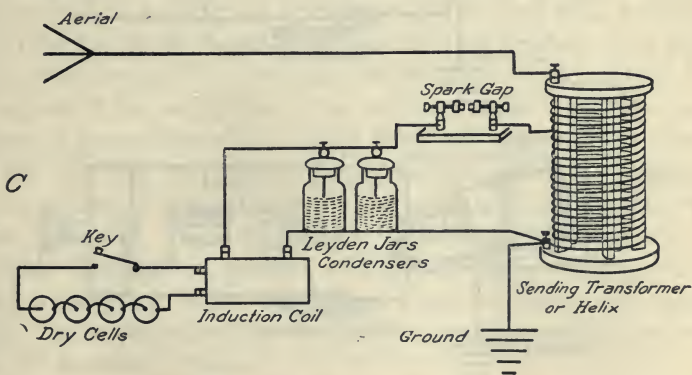 Aerial
Spark Gap
C
Key
Leyden Jars
Condensers
Dry Cells
Induction Coil
Ground
Sending Transformer
or Helix